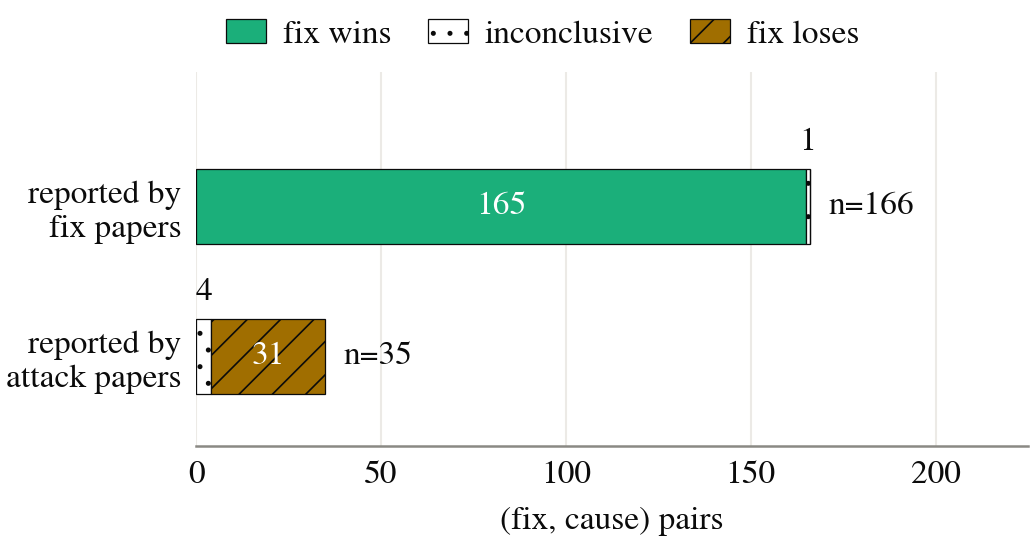 fix wins inconclusive fix loses
1
reported by
fix papers
165
n=166
4
reported by
attack papers
31
n=35
0 50 100 150 200
(fix, cause) pairs